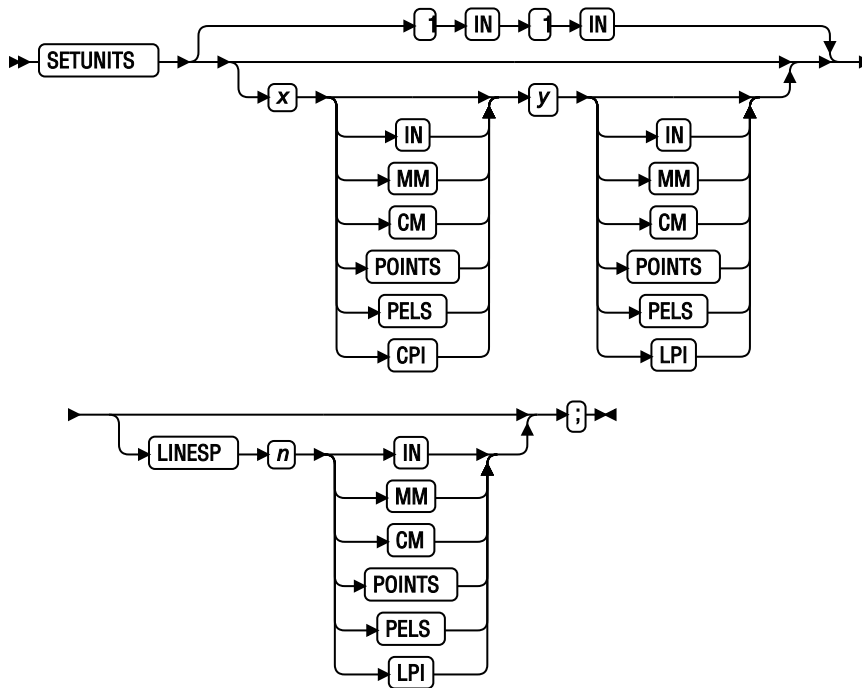 1 IN 1 IN
SETUNITS
x y
IN IN
MM MM
CM CM
POINTS POINTS
PELS PELS
CPI LPI
;
LINESP n IN
MM
CM
POINTS
PELS
LPI